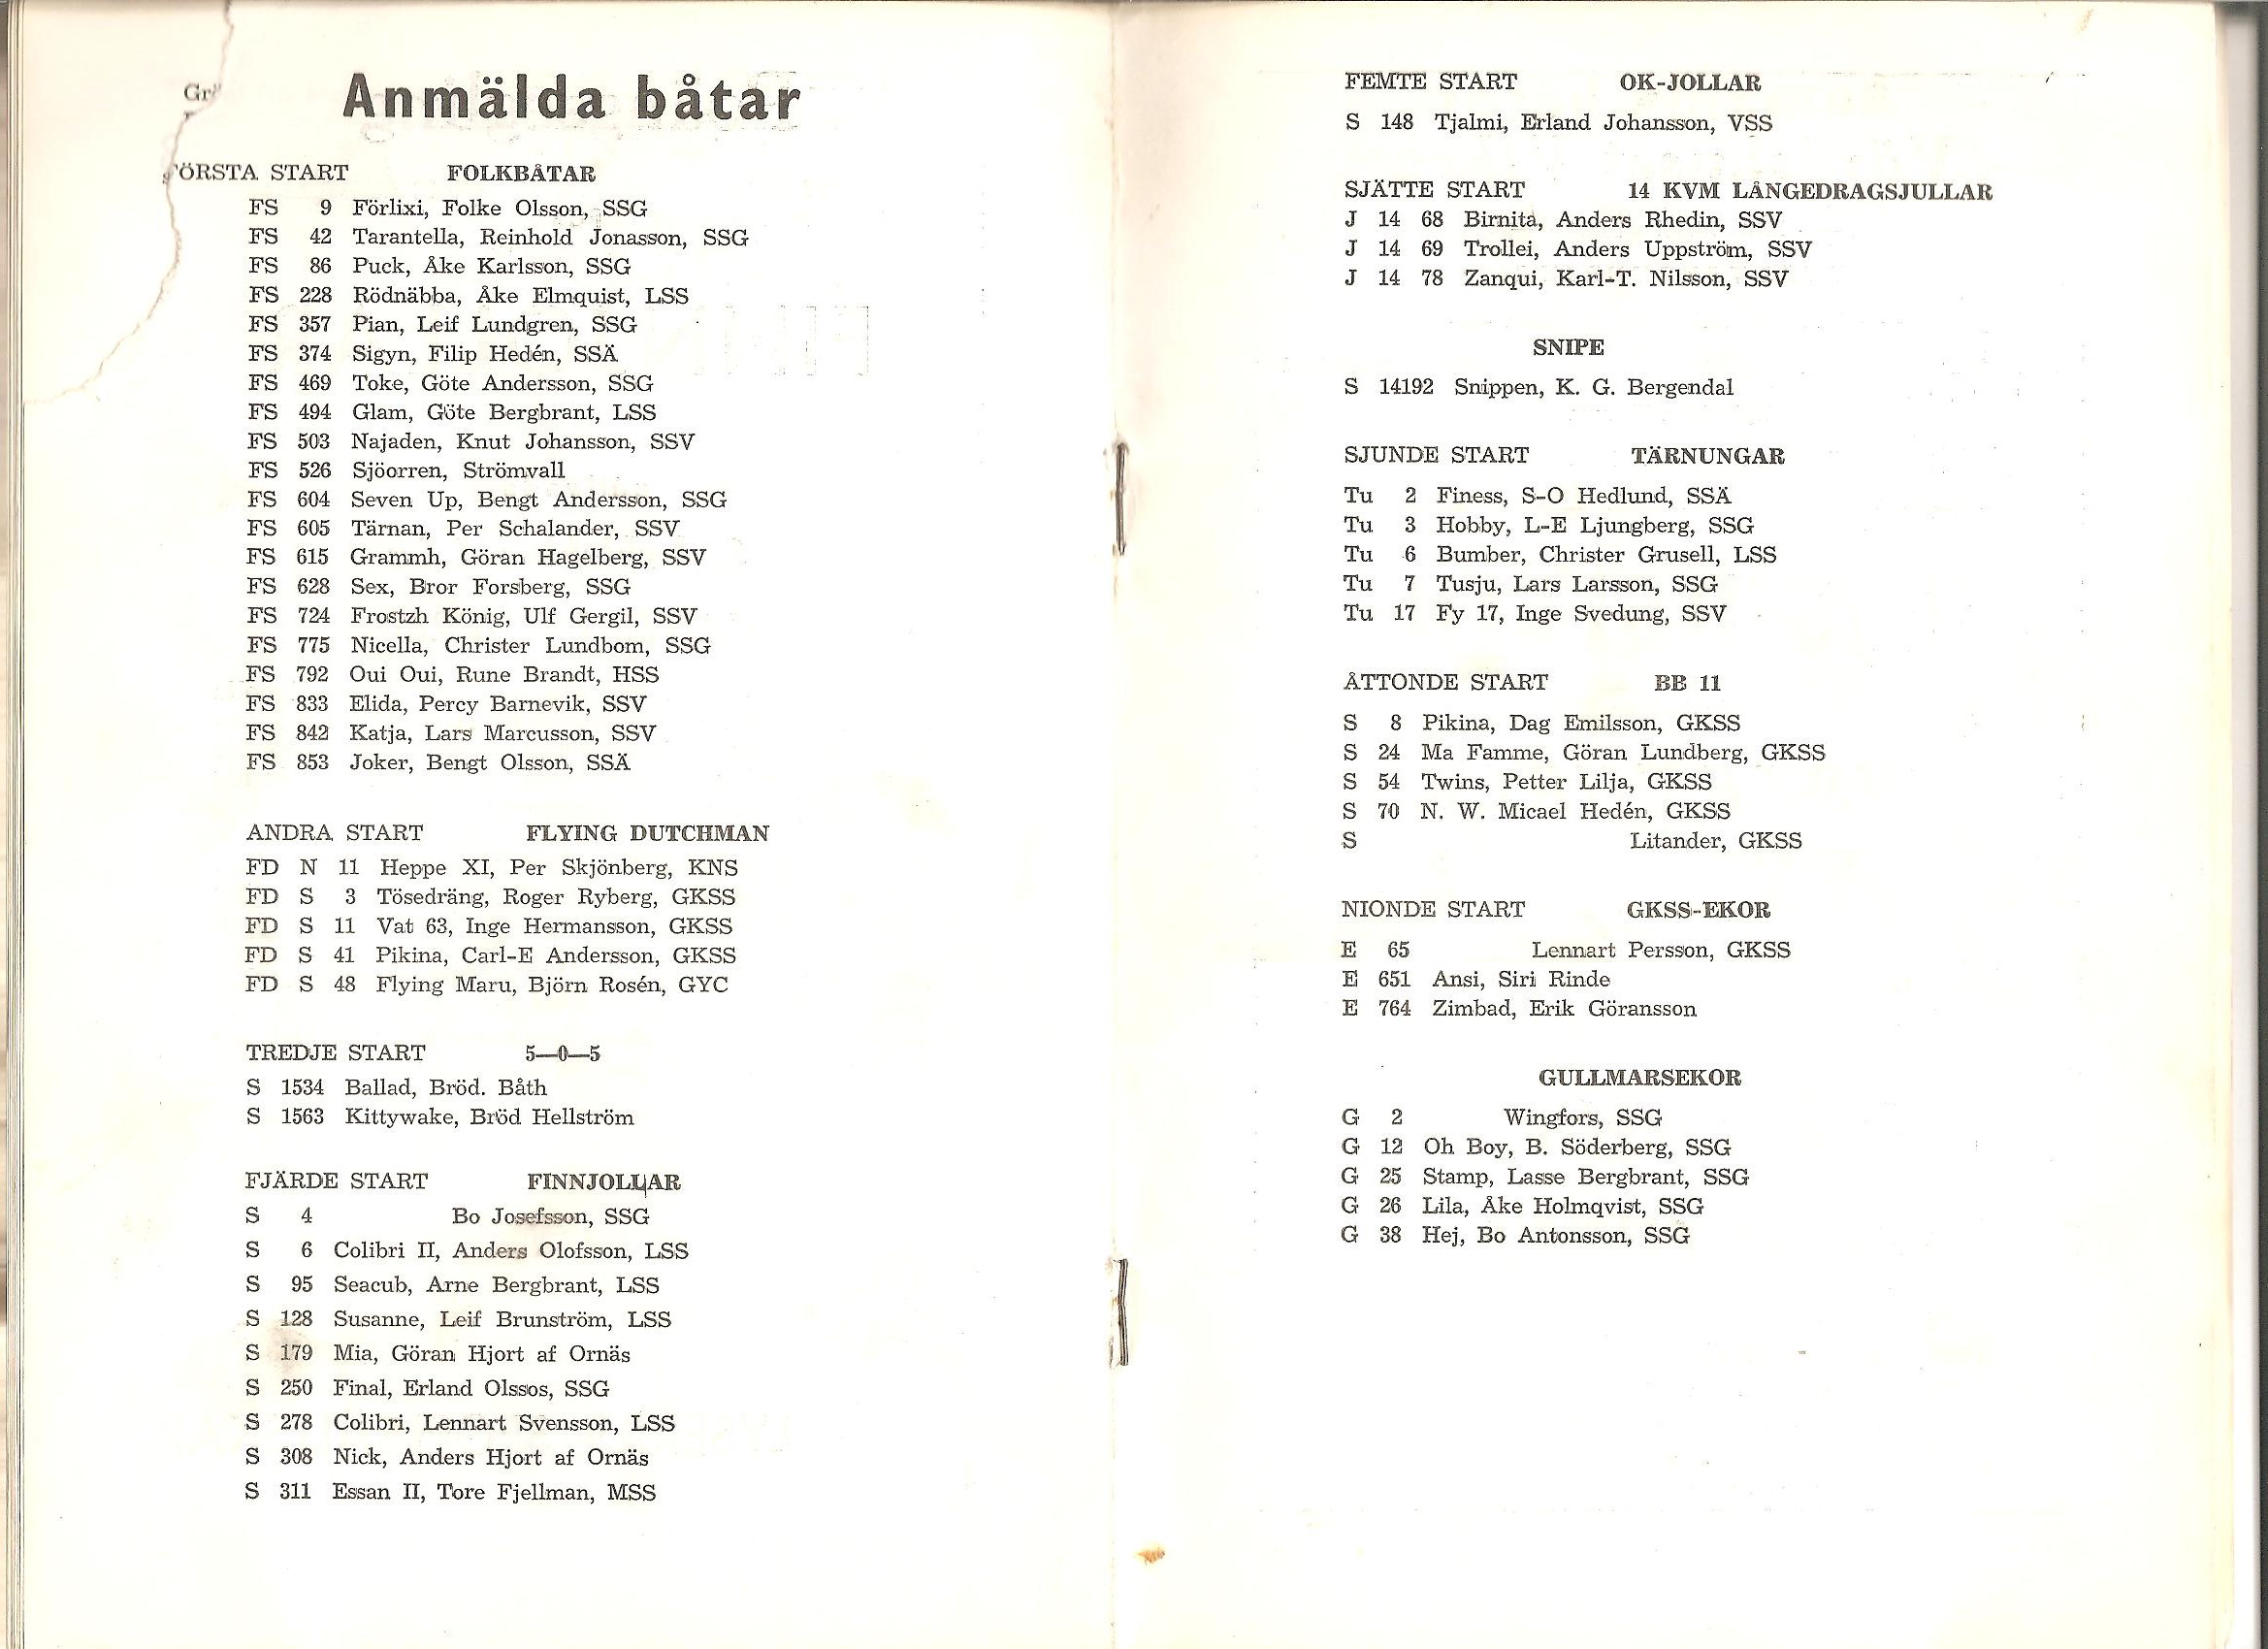 Anmälda båtar
FÖRSTA START FOLKBÅTAR
FS 9 Förlixi, Folke Olsson, SSG
FS 42 Tarantella, Reinhold Jonasson, SSG
FS 86 Puck, Åke Karlsson, SSG
FS 228 Rödnäbba, Åke Elmquist, LSS
FS 357 Pian, Leif Lundgren, SSG
FS 374 Sigyn, Filip Hedén, SSÄ
FS 469 Toke, Göte Andersson, SSG
FS 494 Glam, Göte Bergbrant, LSS
FS 503 Najaden, Knut Johansson, SSV
FS 526 Sjöorren, Strömvall
FS 604 Seven Up, Bengt Andersson, SSG
FS 605 Tärnan, Per Schalander, SSV
FS 615 Grammh, Göran Hagelberg, SSV
FS 628 Sex, Bror Forsberg, SSG
FS 724 Frostzh König, Ulf Gergil, SSV
FS 775 Nicella, Christer Lundbom, SSG
FS 792 Oui Oui, Rune Brandt, HSS
FS 833 Elida, Percy Barnevik, SSV
FS 842 Katja, Lars Marcusson, SSV
FS 853 Joker, Bengt Olsson, SSÄ
ANDRA START FLYING DUTCHMAN
FD N 11 Heppe XI, Per Skjönberg, KNS
FD S 3 Tösedräng, Roger Ryberg, GKSS
FD S 11 Vat 63, Inge Hermansson, GKSS
FD S 41 Pikina, Carl-E Andersson, GKSS
FD S 48 Flying Maru, Björn Rosén, GYC
TREDJE START 5—0—5
S 1534 Ballad, Bröd. Båth
S 1563 Kittywake, Bröd Hellström
FJÄRDE START FINNJOLLAR
S 4 Bo Josefsson, SSG
S 6 Colibri II, Anders Olofsson, LSS
S 95 Seacub, Arne Bergbrant, LSS
S 128 Susanne, Leif Brunström, LSS
S 179 Mia, Göran Hjort af Ornäs
S 250 Final, Erland Olssos, SSG
S 278 Colibri, Lennart Svensson, LSS
S 308 Nick, Anders Hjort af Ornäs
S 311 Essan II, Tore Fjellman, MSS
FEMTE START OK-JOLLAR
S 148 Tjalmi, Erland Johansson, VSS
SJÄTTE START 14 KVM LÅNGEDRAGSJULLAR
J 14 68 Birnita, Anders Rhedin, SSV
J 14 69 Trollei, Anders Uppström, SSV
J 14 78 Zanqui, Karl-T. Nilsson, SSV
SNIPE
S 14192 Snippen, K. G. Bergendal
SJUNDE START TÄRNUNGAR
Tu 2 Finess, S-O Hedlund, SSÄ
Tu 3 Hobby, L-E Ljungberg, SSG
Tu 6 Bumber, Christer Grusell, LSS
Tu 7 Tusju, Lars Larsson, SSG
Tu 17 Fy 17, Inge Svedung, SSV
ÅTTONDE START BB 11
S 8 Pikina, Dag Emilsson, GKSS
S 24 Ma Famme, Göran Lundberg, GKSS
S 54 Twins, Petter Lilja, GKSS
S 70 N. W. Micael Hedén, GKSS
S Litander, GKSS
NIONDE START GKSS-EKOR
E 65 Lennart Persson, GKSS
E 651 Ansi, Siri Rinde
E 764 Zimbad, Erik Göransson
GULLMARSEKOR
G 2 Wingfors, SSG
G 12 Oh Boy, B. Söderberg, SSG
G 25 Stamp, Lasse Bergbrant, SSG
G 26 Lila, Åke Holmqvist, SSG
G 38 Hej, Bo Antonsson, SSG